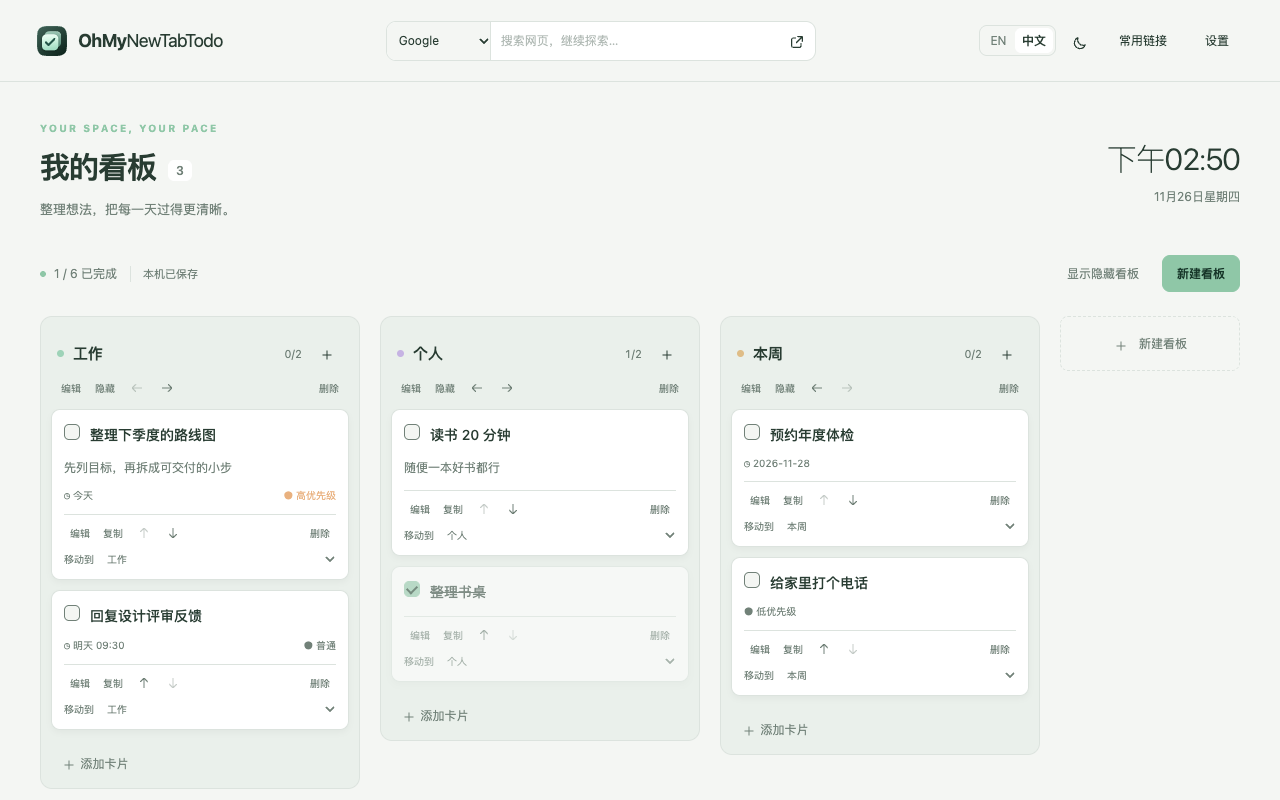 OhMyNewTabTodo
Google
搜索网页，继续探索...
EN
中文
常用链接
设置
YOUR SPACE, YOUR PACE
我的看板 3
整理想法，把每一天过得更清晰。
下午02:50
11月26日星期四
1 / 6 已完成
本机已保存
显示隐藏看板
新建看板
工作 0/2 +
编辑 隐藏 ← → 删除
整理下季度的路线图
先列目标，再拆成可交付的小步
今天 高优先级
编辑 复制 ↑ ↓ 删除
移动到 工作
回复设计评审反馈
明天 09:30 普通
编辑 复制 ↑ ↓ 删除
移动到 工作
+ 添加卡片
个人 1/2 +
编辑 隐藏 ← → 删除
读书 20 分钟
随便一本好书都行
编辑 复制 ↑ ↓ 删除
移动到 个人
整理书桌
编辑 复制 ↑ ↓ 删除
移动到 个人
+ 添加卡片
本周 0/2 +
编辑 隐藏 ← → 删除
预约年度体检
2026-11-28
编辑 复制 ↑ ↓ 删除
移动到 本周
给家里打个电话
低优先级
编辑 复制 ↑ ↓ 删除
移动到 本周
+ 添加卡片
+ 新建看板